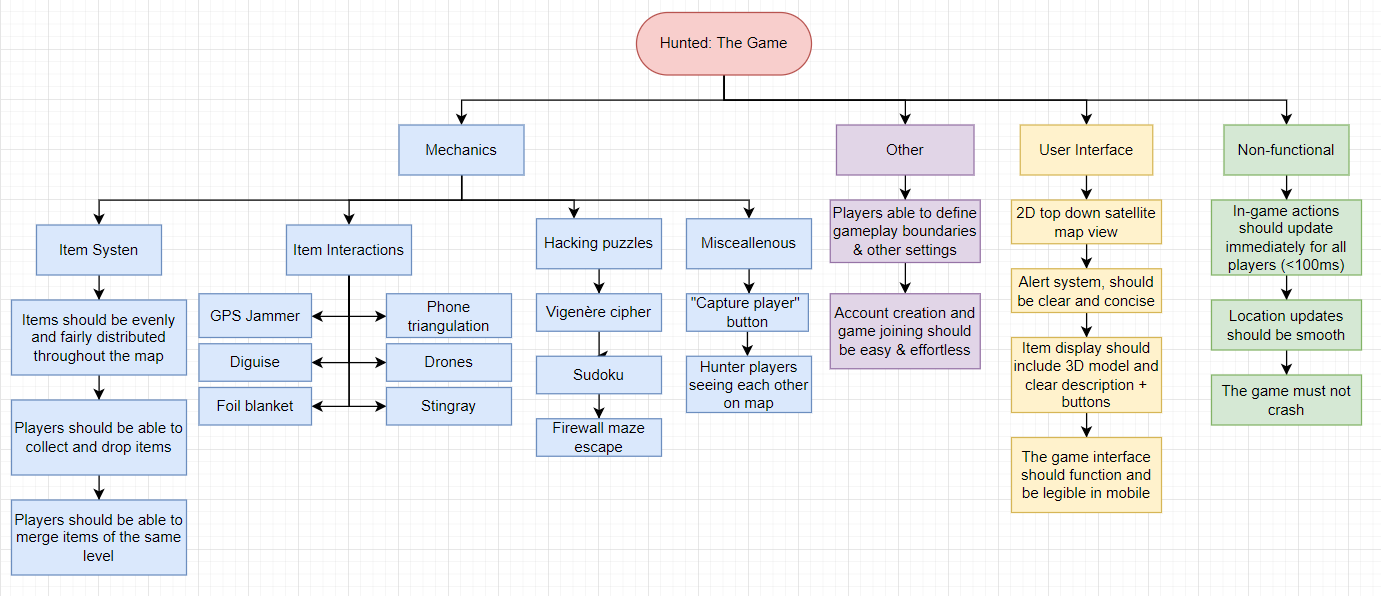 Hunted: The Game
Mechanics
Other
User Interface
Non-functional
Item Systen
Item Interactions
Hacking puzzles
Misceallenous
Items should be evenly
and fairly distributed
throughout the map
Players should be able to
collect and drop items
Players should be able to
merge items of the same
level
GPS Jammer
Phone
triangulation
Diguise
Drones
Foil blanket
Stingray
Vigenère cipher
Sudoku
Firewall maze
escape
"Capture player"
button
Hunter players
seeing each other
on map
Players able to define
gameplay boundaries
& other settings
Account creation and
game joining should
be easy & effortless
2D top down satellite
map view
Alert system, should
be clear and concise
Item display should
include 3D model and
clear description +
buttons
The game interface
should function and
be legible in mobile
In-game actions
should update
immediately for all
players (<100ms)
Location updates
should be smooth
The game must not
crash